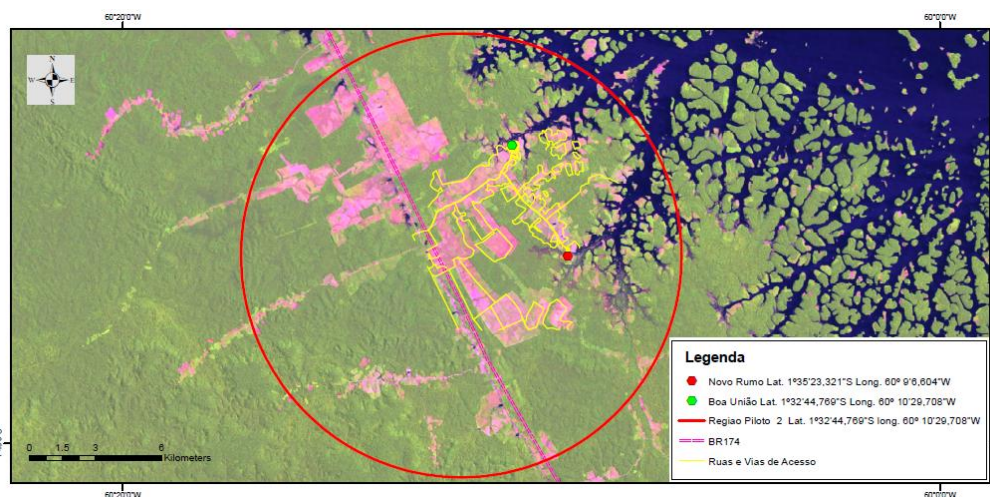 60°20'0"W
60°0'0"W
N
W
E
S
Legenda
Novo Rumo Lat. 1º35'23,321"S Long. 60º 9'6,604"W
Boa União Lat. 1º32'44,769"S Long. 60º 10'29,708"W
Regiao Piloto 2 Lat. 1º32'44,769"S long. 60º 10'29,708"W
BR174
Ruas e Vias de Acesso
0 1.5 3 6
Kilometers
60°20'0"W
60°0'0"W